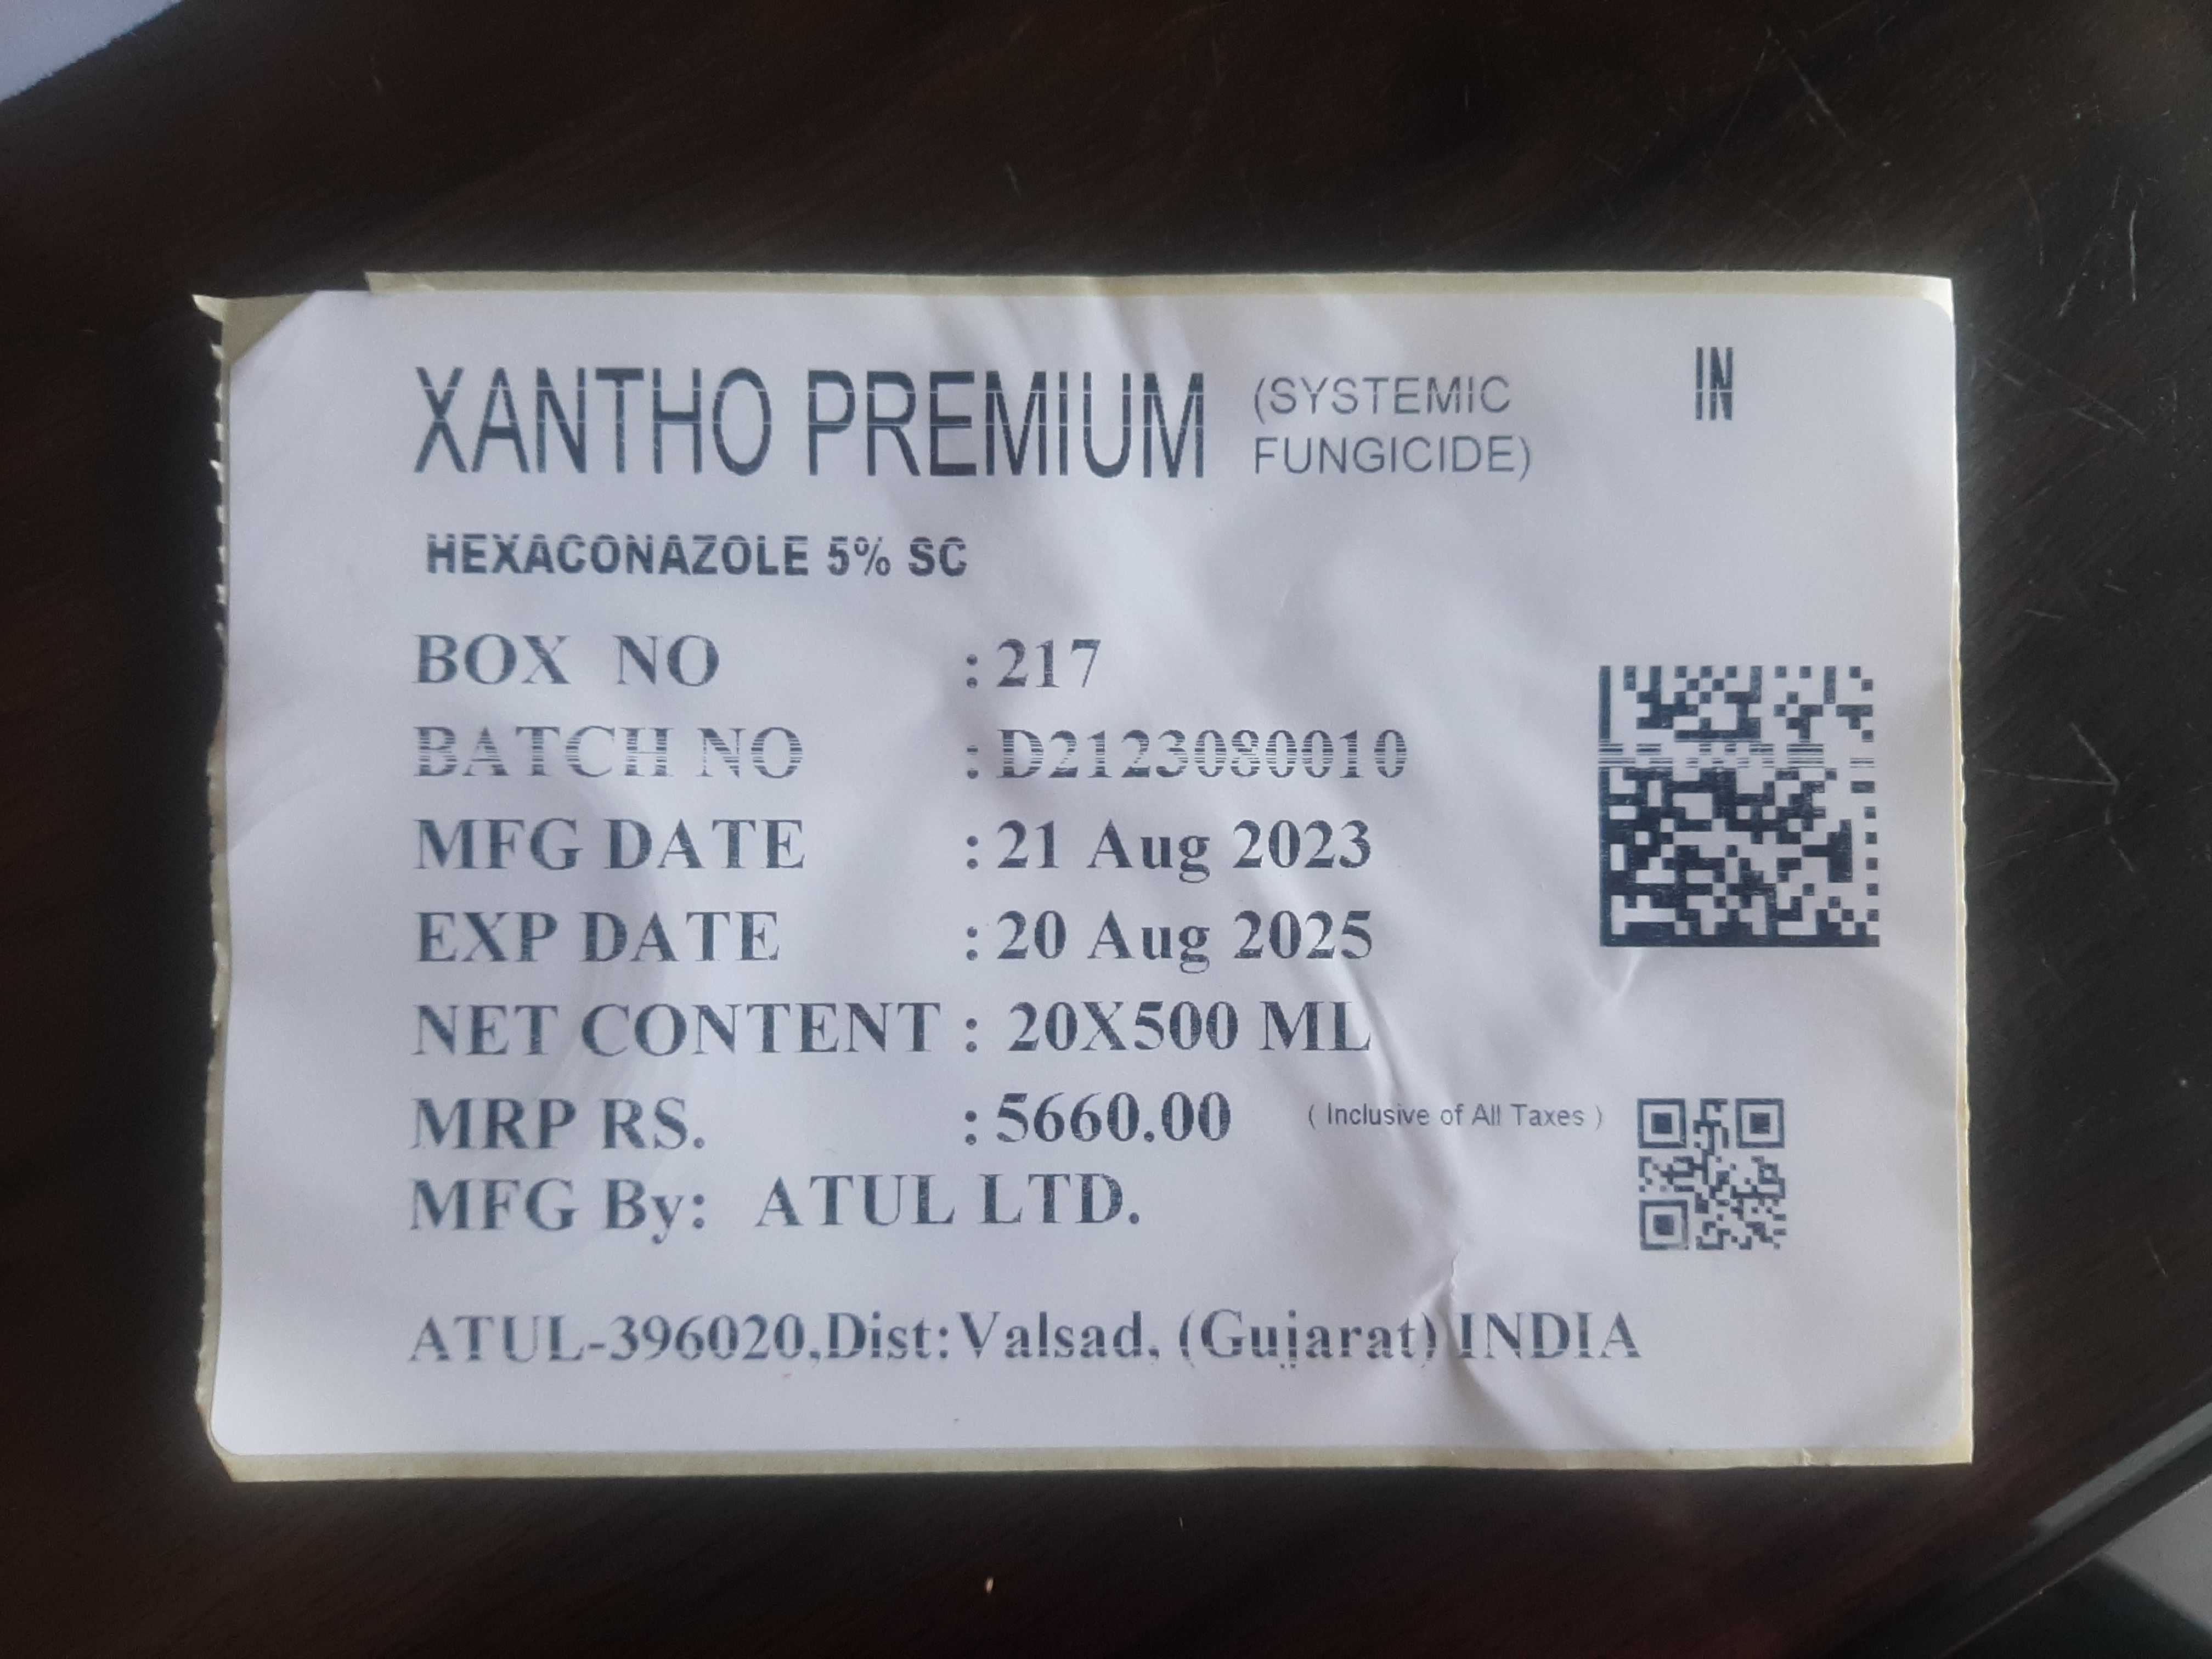 XANTHO PREMIUM (SYSTEMIC FUNGICIDE) IN
HEXACONAZOLE 5% SC
BOX NO : 217
BATCH NO : D2123080010
MFG DATE : 21 Aug 2023
EXP DATE : 20 Aug 2025
NET CONTENT : 20X500 ML
MRP RS. : 5660.00 ( Inclusive of All Taxes )
MFG By: ATUL LTD.
ATUL-396020,Dist:Valsad, (Gujarat) INDIA